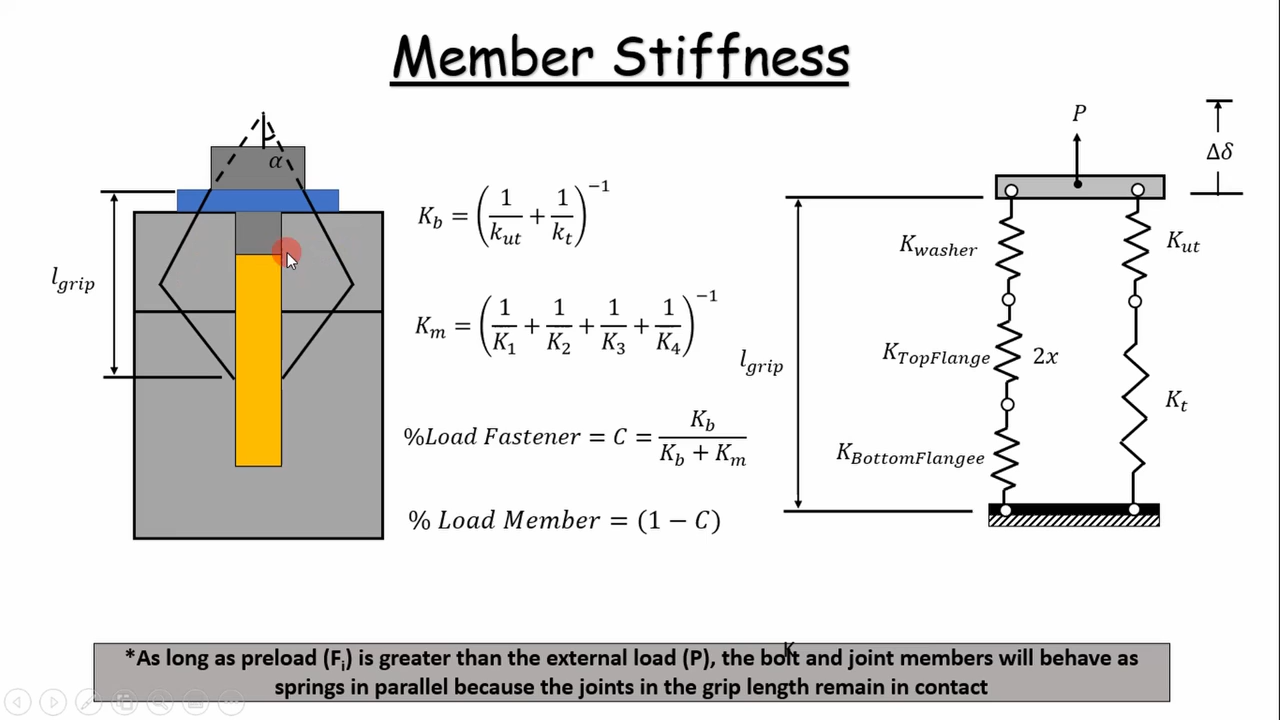 Member Stiffness
α
l_grip
K_b = (1/k_ut + 1/k_t)^−1
K_m = (1/K_1 + 1/K_2 + 1/K_3 + 1/K_4)^−1
%Load Fastener = C = K_b/(K_b + K_m)
% Load Member = (1 − C)
P
Δδ
K_washer
K_ut
l_grip
K_TopFlange
2x
K_t
K_BottomFlangee
K
*As long as preload (F_i) is greater than the external load (P), the bolt and joint members will behave as
springs in parallel because the joints in the grip length remain in contact